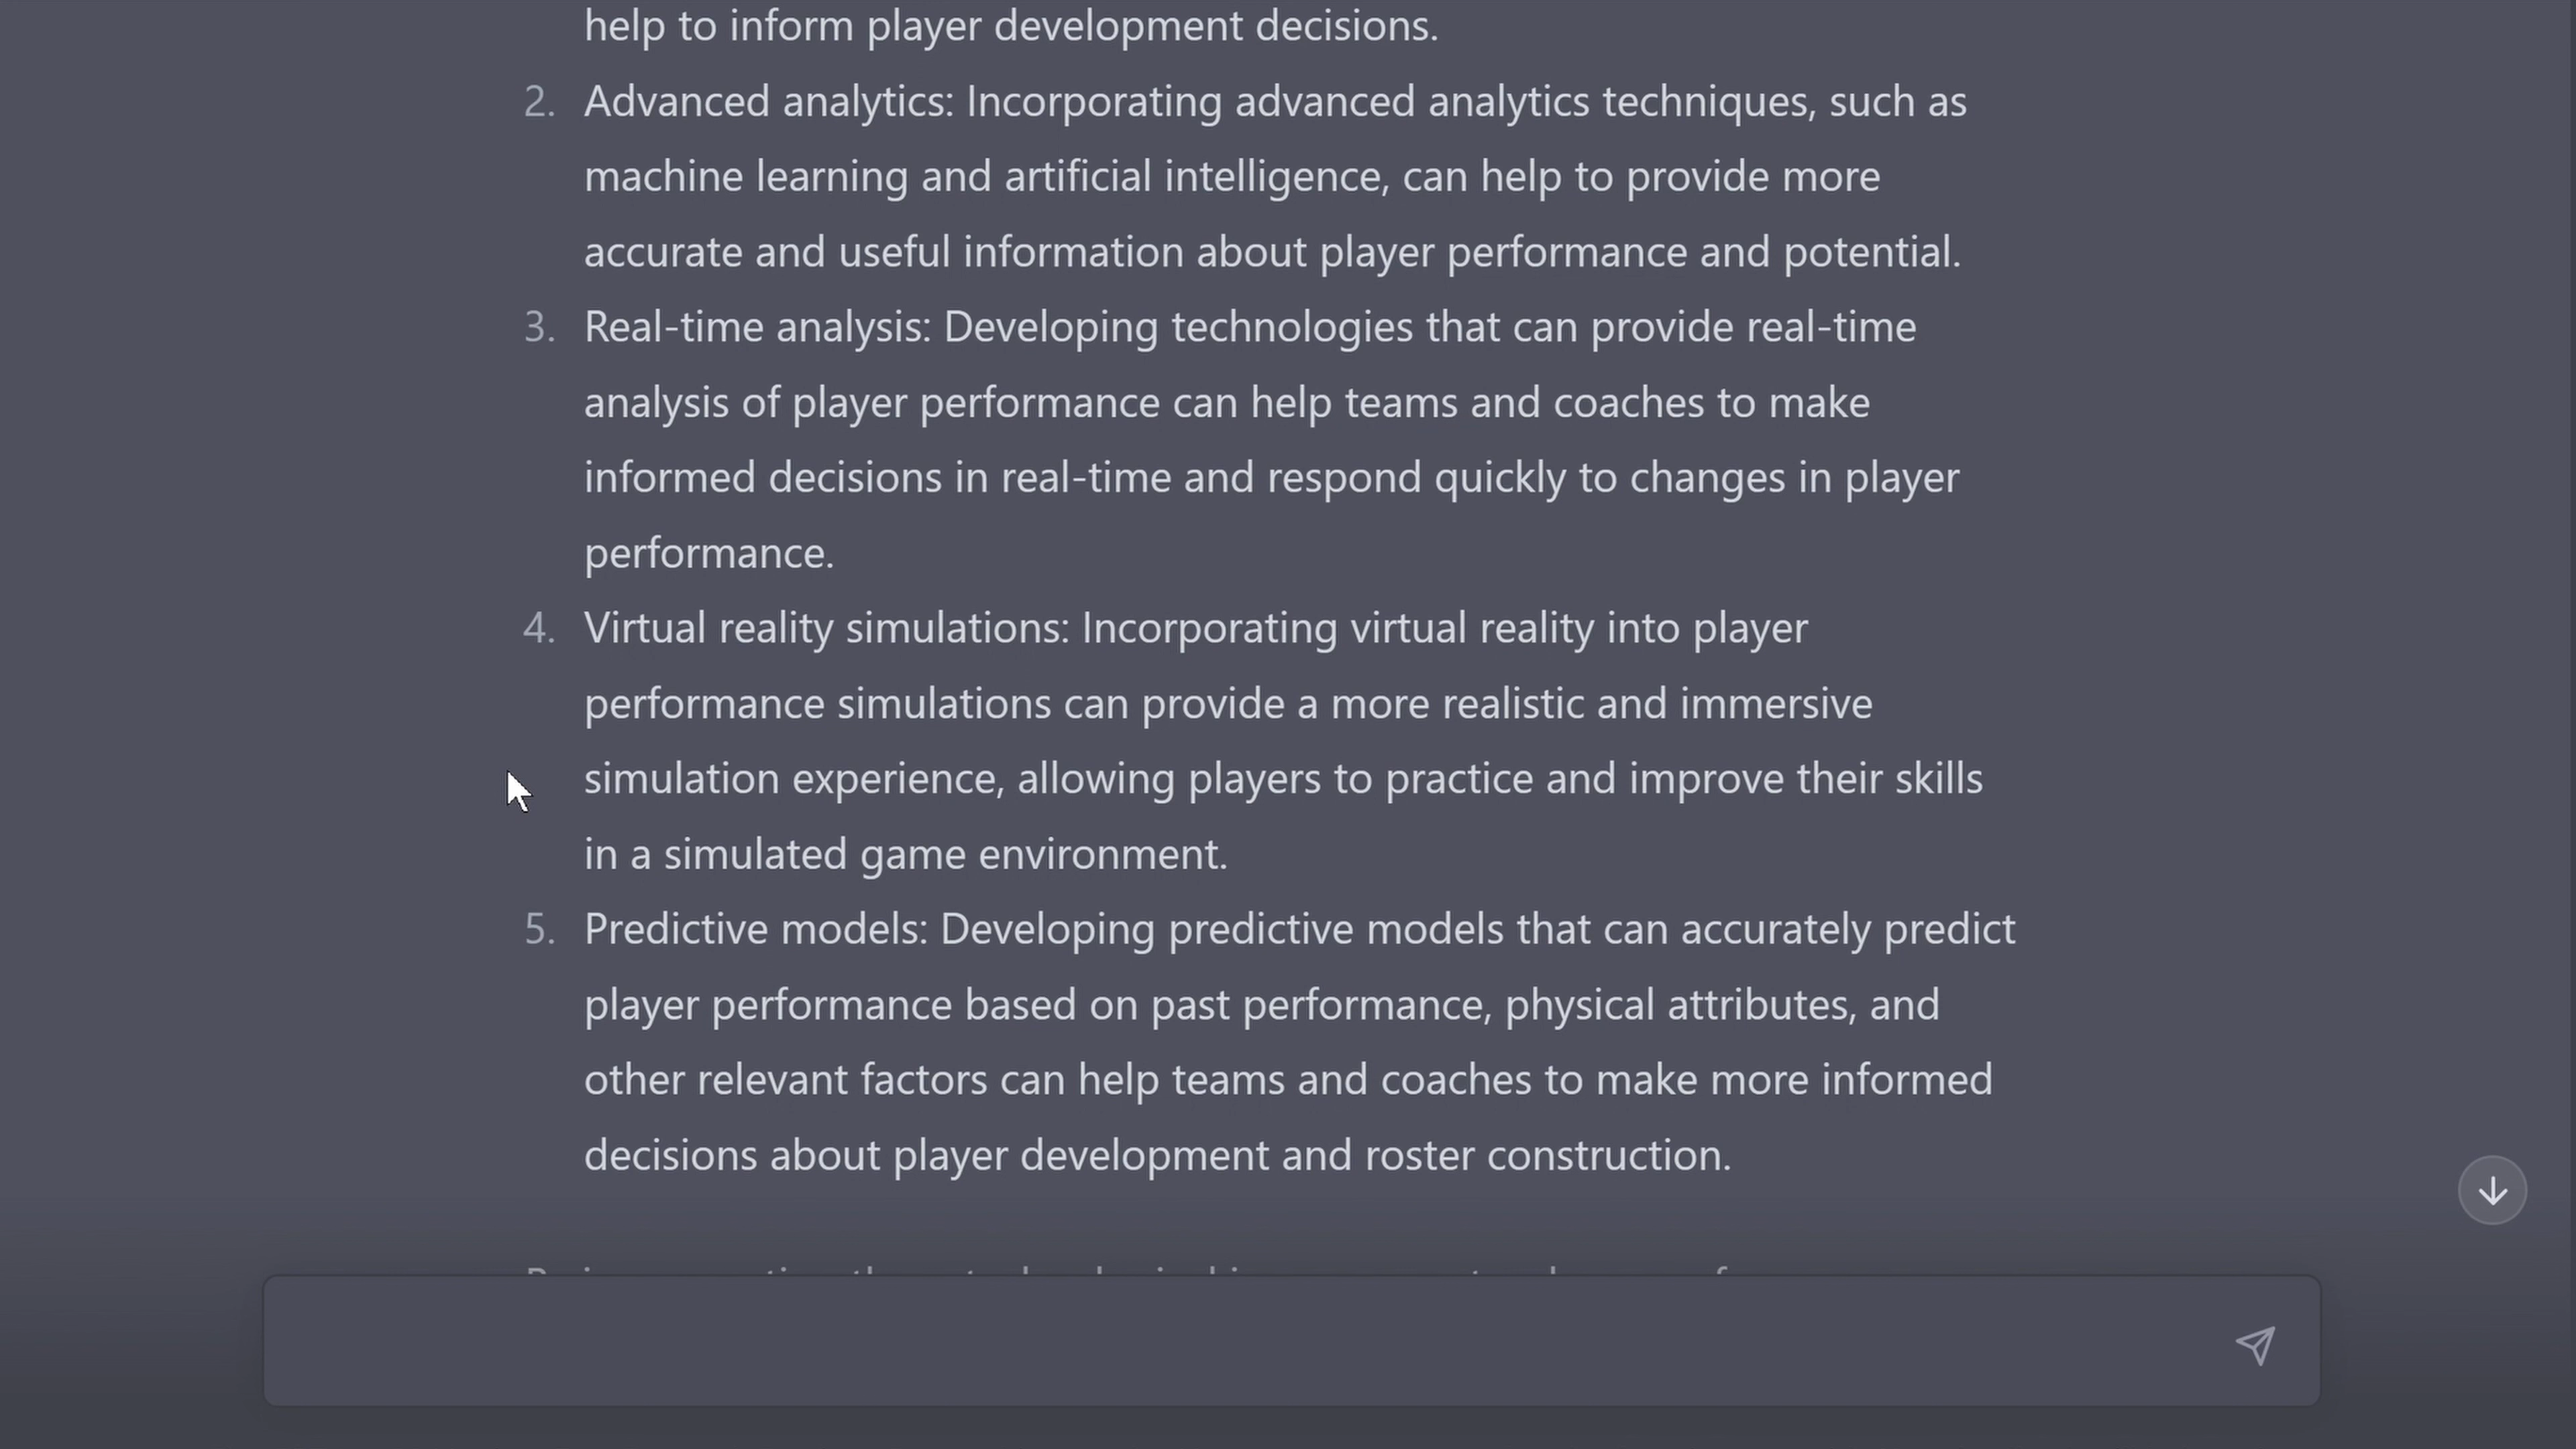 help to inform player development decisions.
2. Advanced analytics: Incorporating advanced analytics techniques, such as
machine learning and artificial intelligence, can help to provide more
accurate and useful information about player performance and potential.
3. Real-time analysis: Developing technologies that can provide real-time
analysis of player performance can help teams and coaches to make
informed decisions in real-time and respond quickly to changes in player
performance.
4. Virtual reality simulations: Incorporating virtual reality into player
performance simulations can provide a more realistic and immersive
simulation experience, allowing players to practice and improve their skills
in a simulated game environment.
5. Predictive models: Developing predictive models that can accurately predict
player performance based on past performance, physical attributes, and
other relevant factors can help teams and coaches to make more informed
decisions about player development and roster construction.